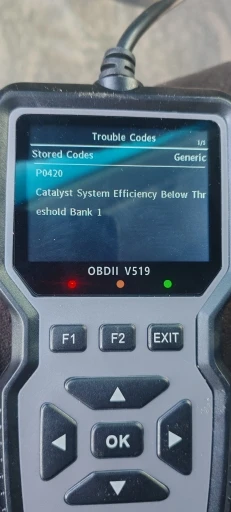 Trouble Codes
1/1
Stored Codes Generic
P0420
Catalyst System Efficiency Below Thr
eshold Bank 1
OBDII V519
F1 F2 EXIT
OK